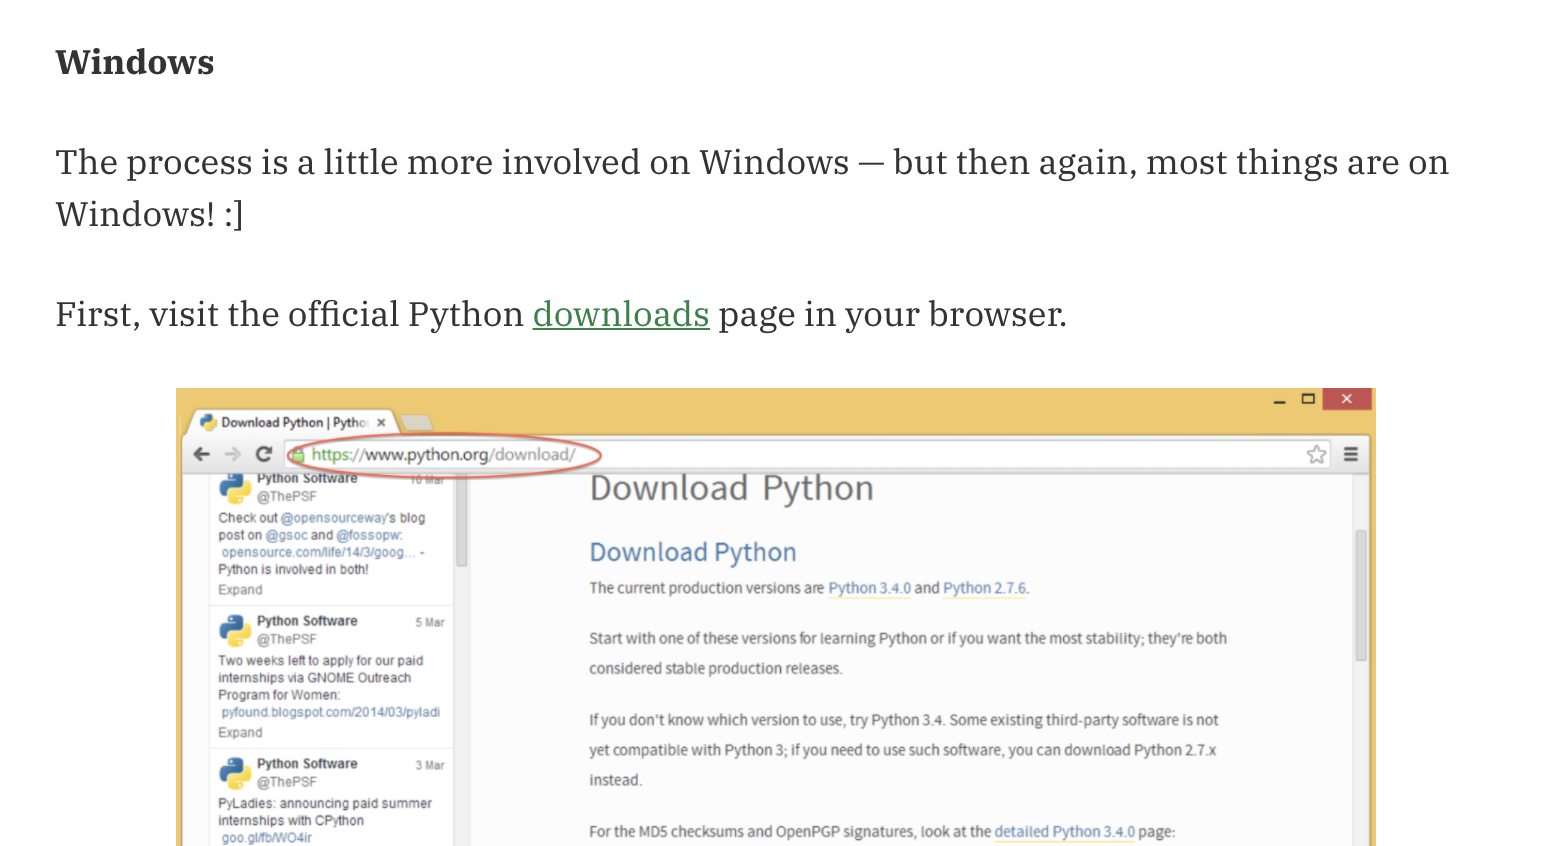 Windows
The process is a little more involved on Windows — but then again, most things are on
Windows! :]
First, visit the official Python downloads page in your browser.
Download Python | Pytho
https://www.python.org/download/
Python Software 10 Mar
@ThePSF
Check out @opensourceway's blog
post on @gsoc and @fossopw:
opensource.com/life/14/3/goog... -
Python is involved in both!
Expand
Python Software 5 Mar
@ThePSF
Two weeks left to apply for our paid
internships via GNOME Outreach
Program for Women:
pyfound.blogspot.com/2014/03/pyladi
Expand
Python Software 3 Mar
@ThePSF
PyLadies: announcing paid summer
internships with CPython
goo.gl/fb/WO4ir
Download Python
Download Python
The current production versions are Python 3.4.0 and Python 2.7.6.
Start with one of these versions for learning Python or if you want the most stability; they're both
considered stable production releases.
If you don't know which version to use, try Python 3.4. Some existing third-party software is not
yet compatible with Python 3; if you need to use such software, you can download Python 2.7.x
instead.
For the MD5 checksums and OpenPGP signatures, look at the detailed Python 3.4.0 page: